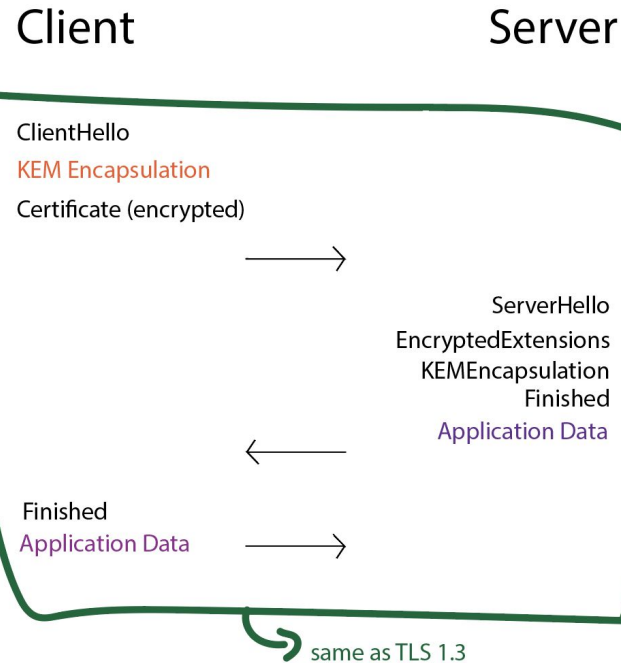 Client
Server
ClientHello
KEM Encapsulation
Certificate (encrypted)
ServerHello
EncryptedExtensions
KEMEncapsulation
Finished
Application Data
Finished
Application Data
same as TLS 1.3